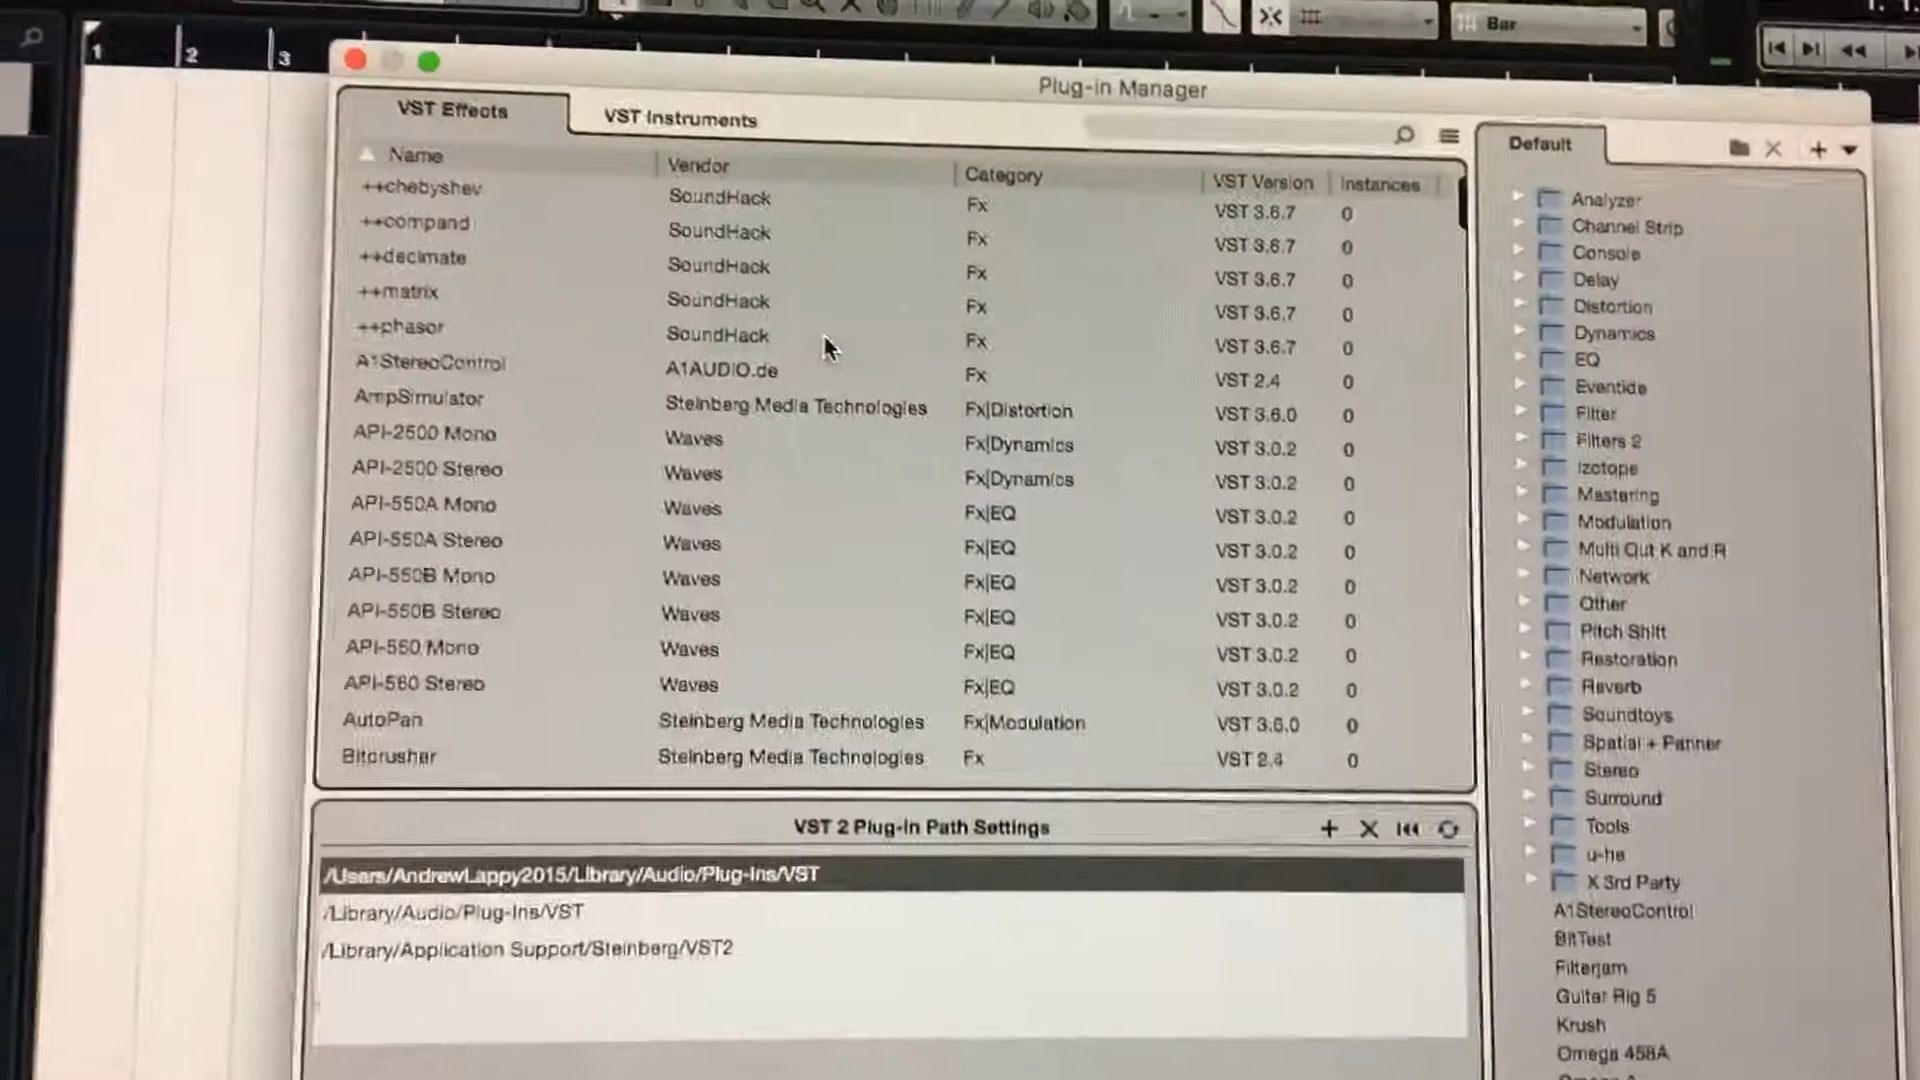 1 2 3
Bar
Plug-in Manager
VST Effects VST Instruments
Default
Name Vendor Category VST Version Instances
++chebyshev SoundHack Fx VST 3.6.7 0
++compand SoundHack Fx VST 3.6.7 0
++decimate SoundHack Fx VST 3.6.7 0
++matrix SoundHack Fx VST 3.6.7 0
++phasor SoundHack Fx VST 3.6.7 0
A1StereoControl A1AUDIO.de Fx VST 2.4 0
AmpSimulator Steinberg Media Technologies Fx|Distortion VST 3.6.0 0
API-2500 Mono Waves Fx|Dynamics VST 3.0.2 0
API-2500 Stereo Waves Fx|Dynamics VST 3.0.2 0
API-550A Mono Waves Fx|EQ VST 3.0.2 0
API-550A Stereo Waves Fx|EQ VST 3.0.2 0
API-550B Mono Waves Fx|EQ VST 3.0.2 0
API-550B Stereo Waves Fx|EQ VST 3.0.2 0
API-560 Mono Waves Fx|EQ VST 3.0.2 0
API-560 Stereo Waves Fx|EQ VST 3.0.2 0
AutoPan Steinberg Media Technologies Fx|Modulation VST 3.6.0 0
Bitcrusher Steinberg Media Technologies Fx VST 2.4 0
VST 2 Plug-in Path Settings
/Users/AndrewLappy2015/Library/Audio/Plug-Ins/VST
/Library/Audio/Plug-Ins/VST
/Library/Application Support/Steinberg/VST2
Analyzer
Channel Strip
Console
Delay
Distortion
Dynamics
EQ
Eventide
Filter
Filters 2
Izotope
Mastering
Modulation
Multi Out K and R
Network
Other
Pitch Shift
Restoration
Reverb
Soundtoys
Spatial + Panner
Stereo
Surround
Tools
u-he
X 3rd Party
A1StereoControl
BitTest
Filterjam
Guitar Rig 5
Krush
Omega 458A